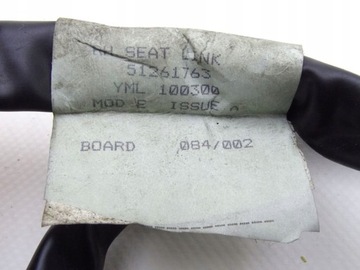 SEAT LINK
51261763
YML 100300
MOD E ISSUE A
BOARD 084/002